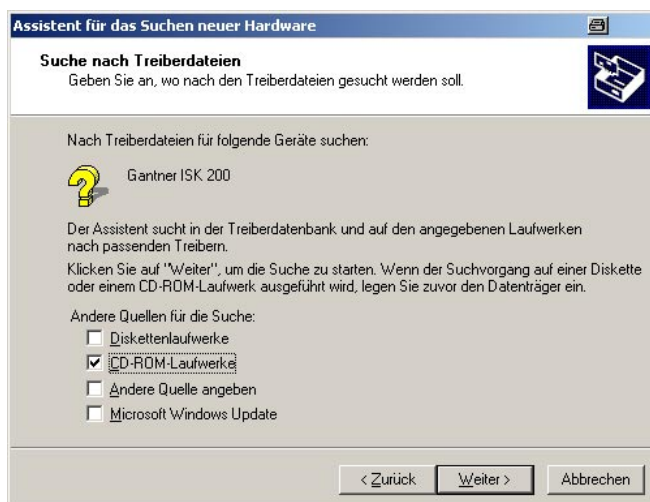 Assistent für das Suchen neuer Hardware
Suche nach Treiberdateien
Geben Sie an, wo nach den Treiberdateien gesucht werden soll.
Nach Treiberdateien für folgende Geräte suchen:
Gantner ISK 200
Der Assistent sucht in der Treiberdatenbank und auf den angegebenen Laufwerken
nach passenden Treibern.
Klicken Sie auf "Weiter", um die Suche zu starten. Wenn der Suchvorgang auf einer Diskette
oder einem CD-ROM-Laufwerk ausgeführt wird, legen Sie zuvor den Datenträger ein.
Andere Quellen für die Suche:
Diskettenlaufwerke
CD-ROM-Laufwerke
Andere Quelle angeben
Microsoft Windows Update
< Zurück Weiter > Abbrechen